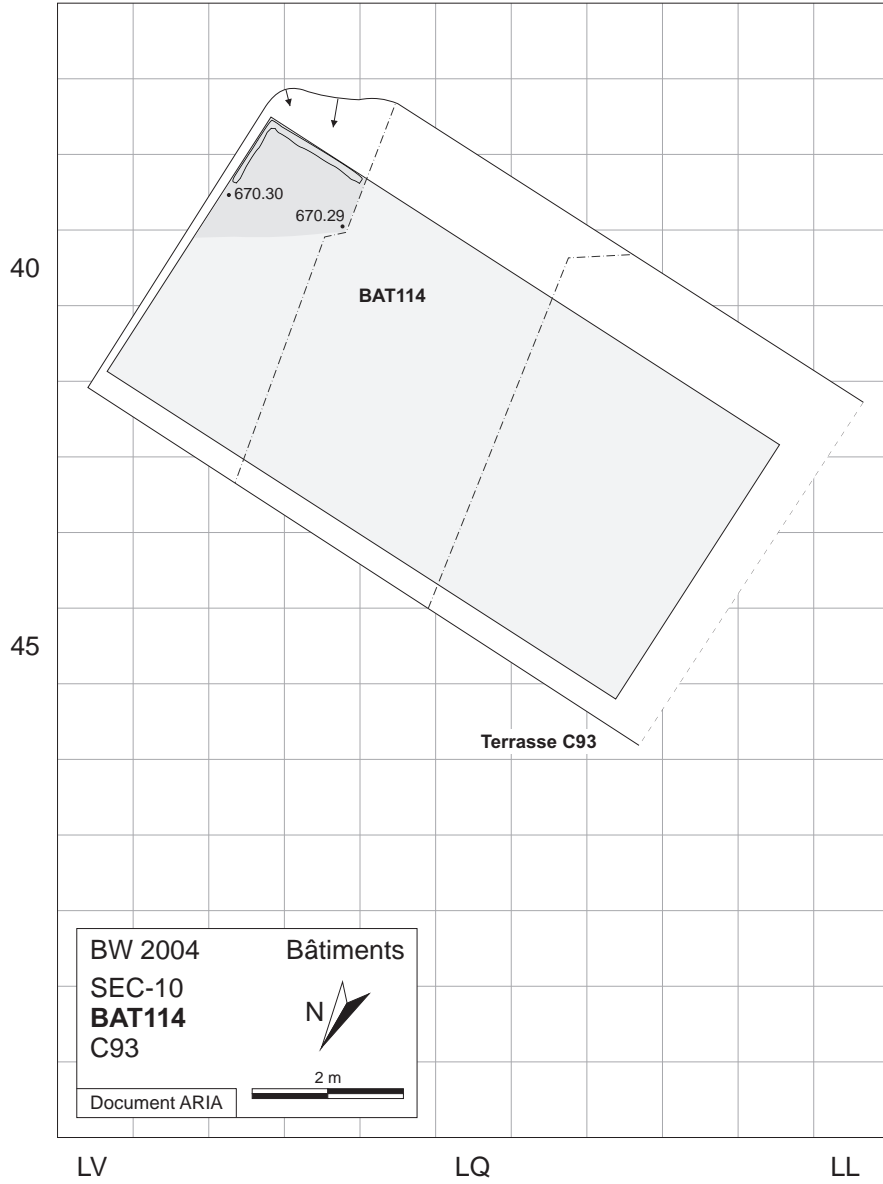 670.30
670.29
40
BAT114
45
Terrasse C93
BW 2004 Bâtiments
SEC-10
BAT114
C93
N
2 m
Document ARIA
LV LQ LL